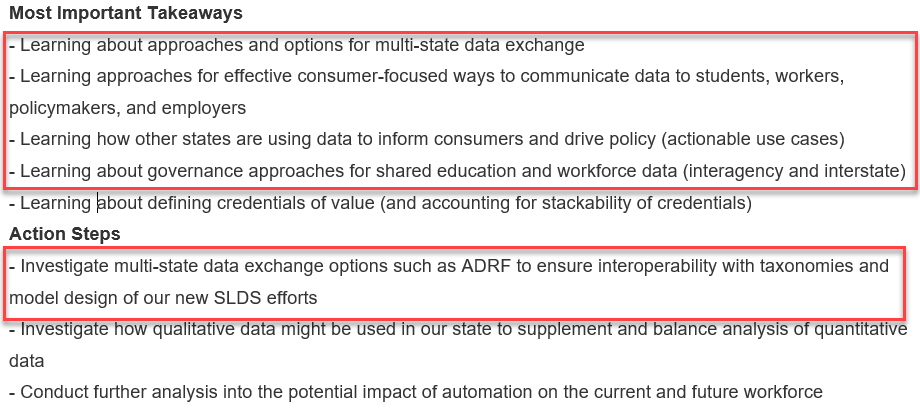 Most Important Takeaways
- Learning about approaches and options for multi-state data exchange
- Learning approaches for effective consumer-focused ways to communicate data to students, workers,
policymakers, and employers
- Learning how other states are using data to inform consumers and drive policy (actionable use cases)
- Learning about governance approaches for shared education and workforce data (interagency and interstate)
- Learning about defining credentials of value (and accounting for stackability of credentials)
Action Steps
- Investigate multi-state data exchange options such as ADRF to ensure interoperability with taxonomies and
model design of our new SLDS efforts
- Investigate how qualitative data might be used in our state to supplement and balance analysis of quantitative
data
- Conduct further analysis into the potential impact of automation on the current and future workforce